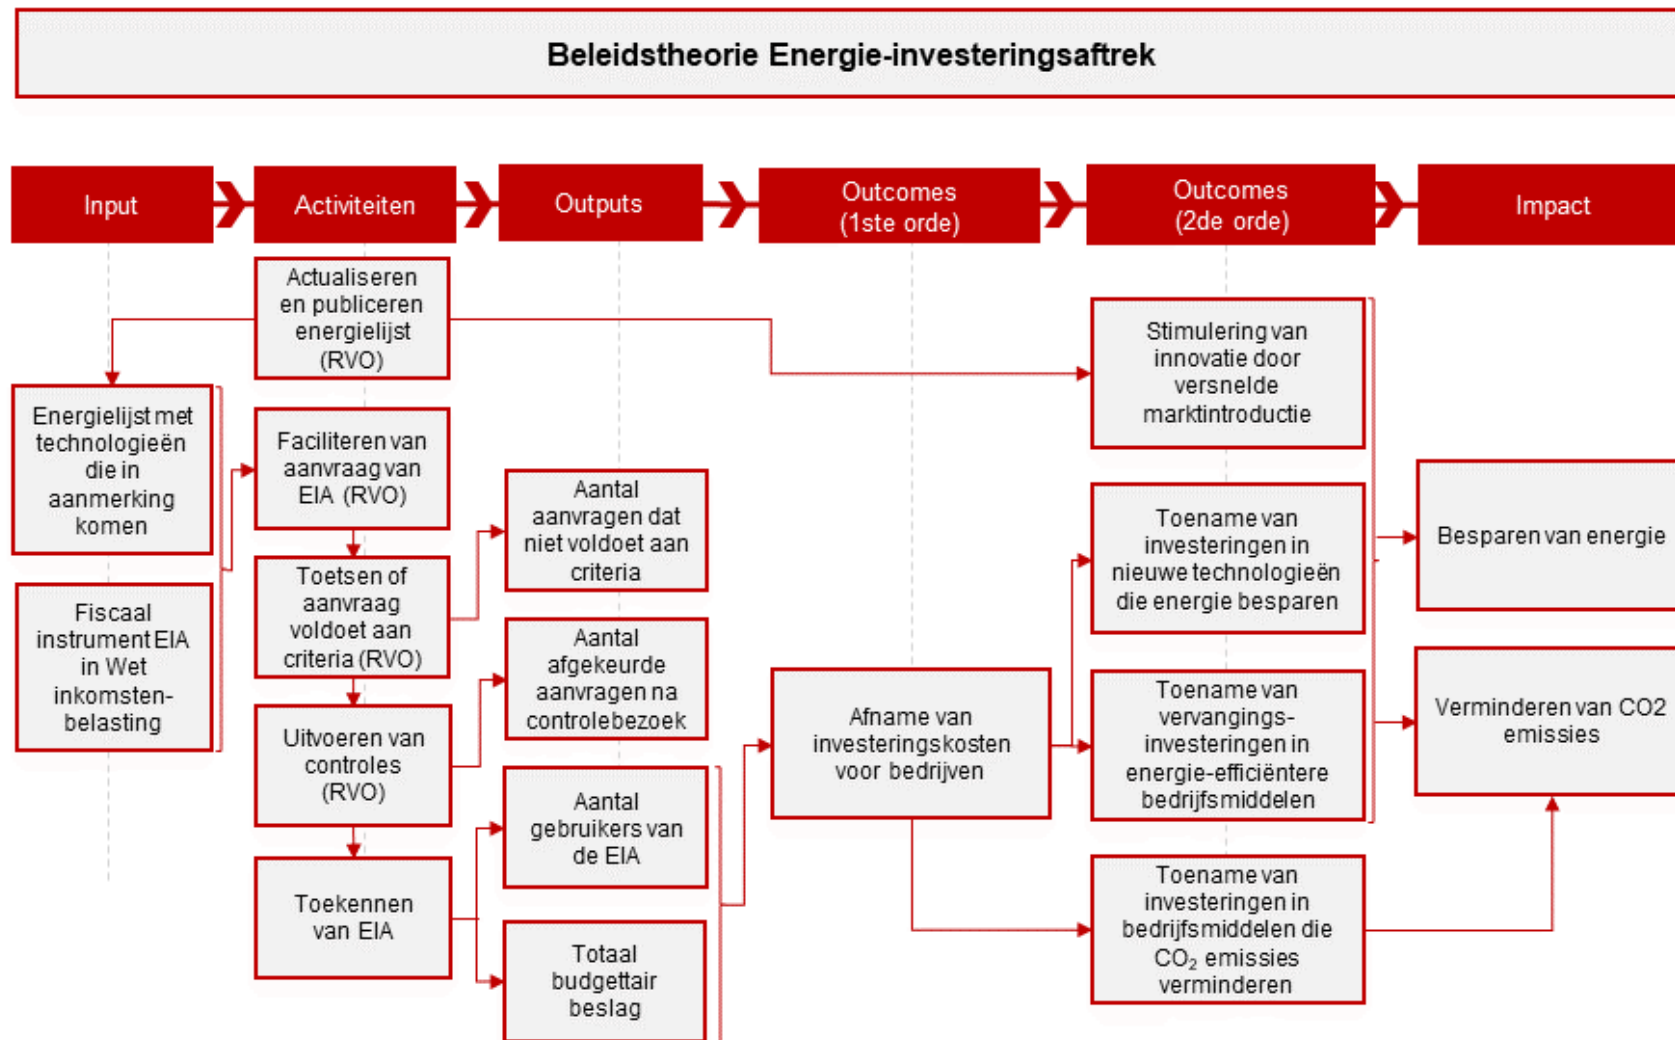 Beleidstheorie Energie-investeringsaftrek
Input
Activiteiten
Outputs
Outcomes
(1ste orde)
Outcomes
(2de orde)
Impact
Energielijst met
technologieën
die in
aanmerking
komen
Fiscaal
instrument EIA
in Wet
inkomsten-
belasting
Actualiseren
en publiceren
energielijst
(RVO)
Faciliteren van
aanvraag van
EIA (RVO)
Toetsen of
aanvraag
voldoet aan
criteria (RVO)
Uitvoeren van
controles
(RVO)
Toekennen
van EIA
Aantal
aanvragen dat
niet voldoet aan
criteria
Aantal
afgekeurde
aanvragen na
controlebezoek
Aantal
gebruikers van
de EIA
Totaal
budgettair
beslag
Afname van
investeringskosten
voor bedrijven
Stimulering van
innovatie door
versnelde
marktintroductie
Toename van
investeringen in
nieuwe technologieën
die energie besparen
Toename van
vervangings-
investeringen in
energie-efficiëntere
bedrijfsmiddelen
Toename van
investeringen in
bedrijfsmiddelen die
CO₂ emissies
verminderen
Besparen van energie
Verminderen van CO2
emissies